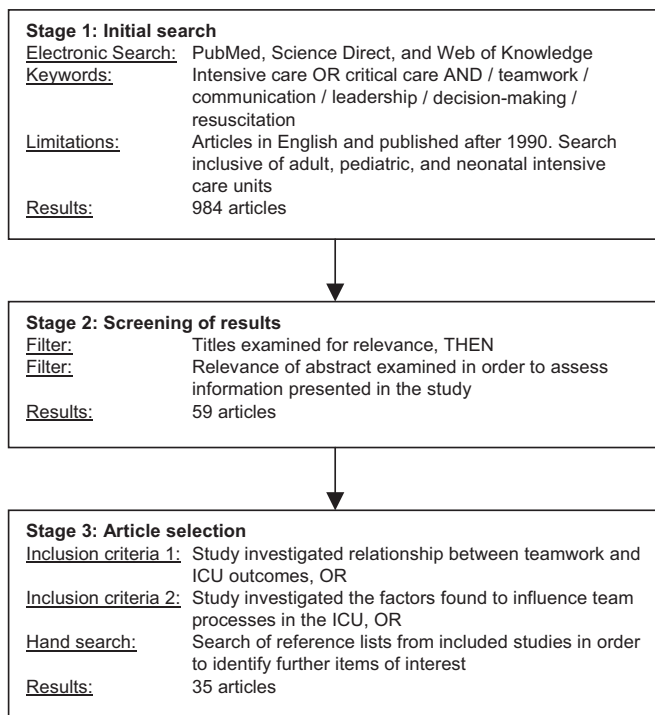 Stage 1: Initial search
Electronic Search: PubMed, Science Direct, and Web of Knowledge
Keywords: Intensive care OR critical care AND / teamwork /
communication / leadership / decision-making /
resuscitation
Limitations: Articles in English and published after 1990. Search
inclusive of adult, pediatric, and neonatal intensive
care units
Results: 984 articles
Stage 2: Screening of results
Filter: Titles examined for relevance, THEN
Filter: Relevance of abstract examined in order to assess
information presented in the study
Results: 59 articles
Stage 3: Article selection
Inclusion criteria 1: Study investigated relationship between teamwork and
ICU outcomes, OR
Inclusion criteria 2: Study investigated the factors found to influence team
processes in the ICU, OR
Hand search: Search of reference lists from included studies in order
to identify further items of interest
Results: 35 articles